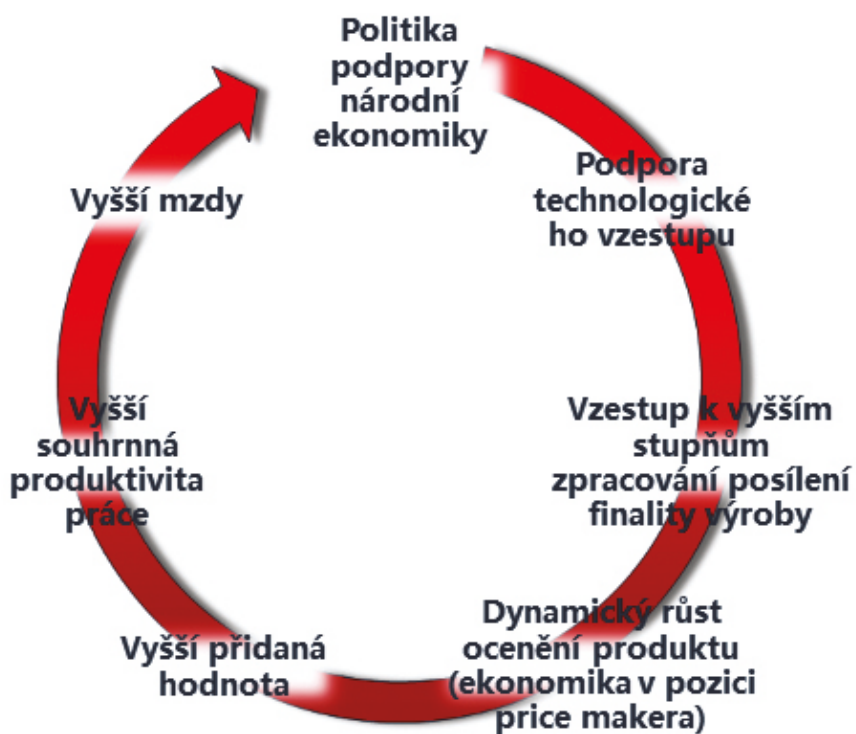 Politika
podpory
národní
ekonomiky
Podpora
technologické
ho vzestupu
Vzestup k vyšším
stupňům
zpracování posílení
finality výroby
Dynamický růst
ocenění produktu
(ekonomika v pozici
price makera)
Vyšší přidaná
hodnota
Vyšší
souhrnná
produktivita
práce
Vyšší mzdy